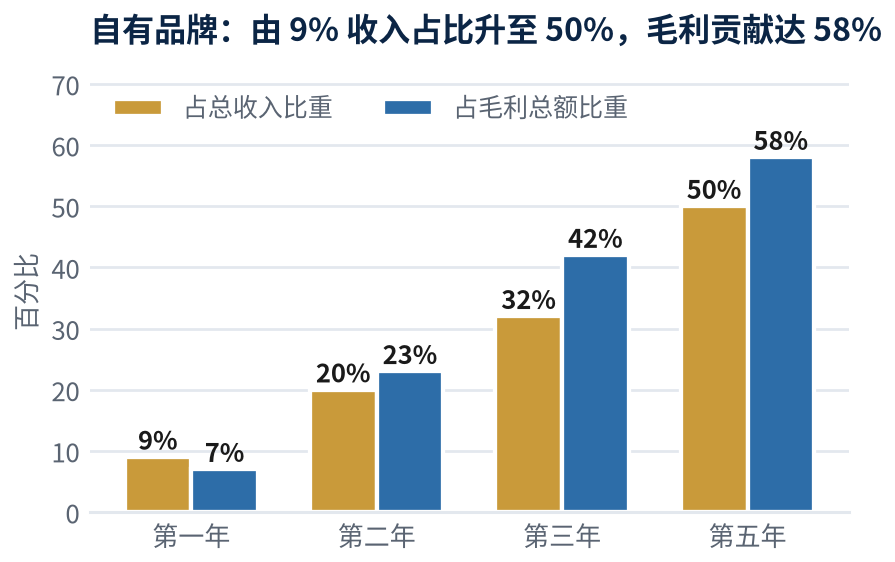 自有品牌：由 9% 收入占比升至 50%，毛利贡献达 58%
占总收入比重
占毛利总额比重
百分比
70
60
50
40
30
20
10
0
9%
7%
20%
23%
32%
42%
50%
58%
第一年
第二年
第三年
第五年